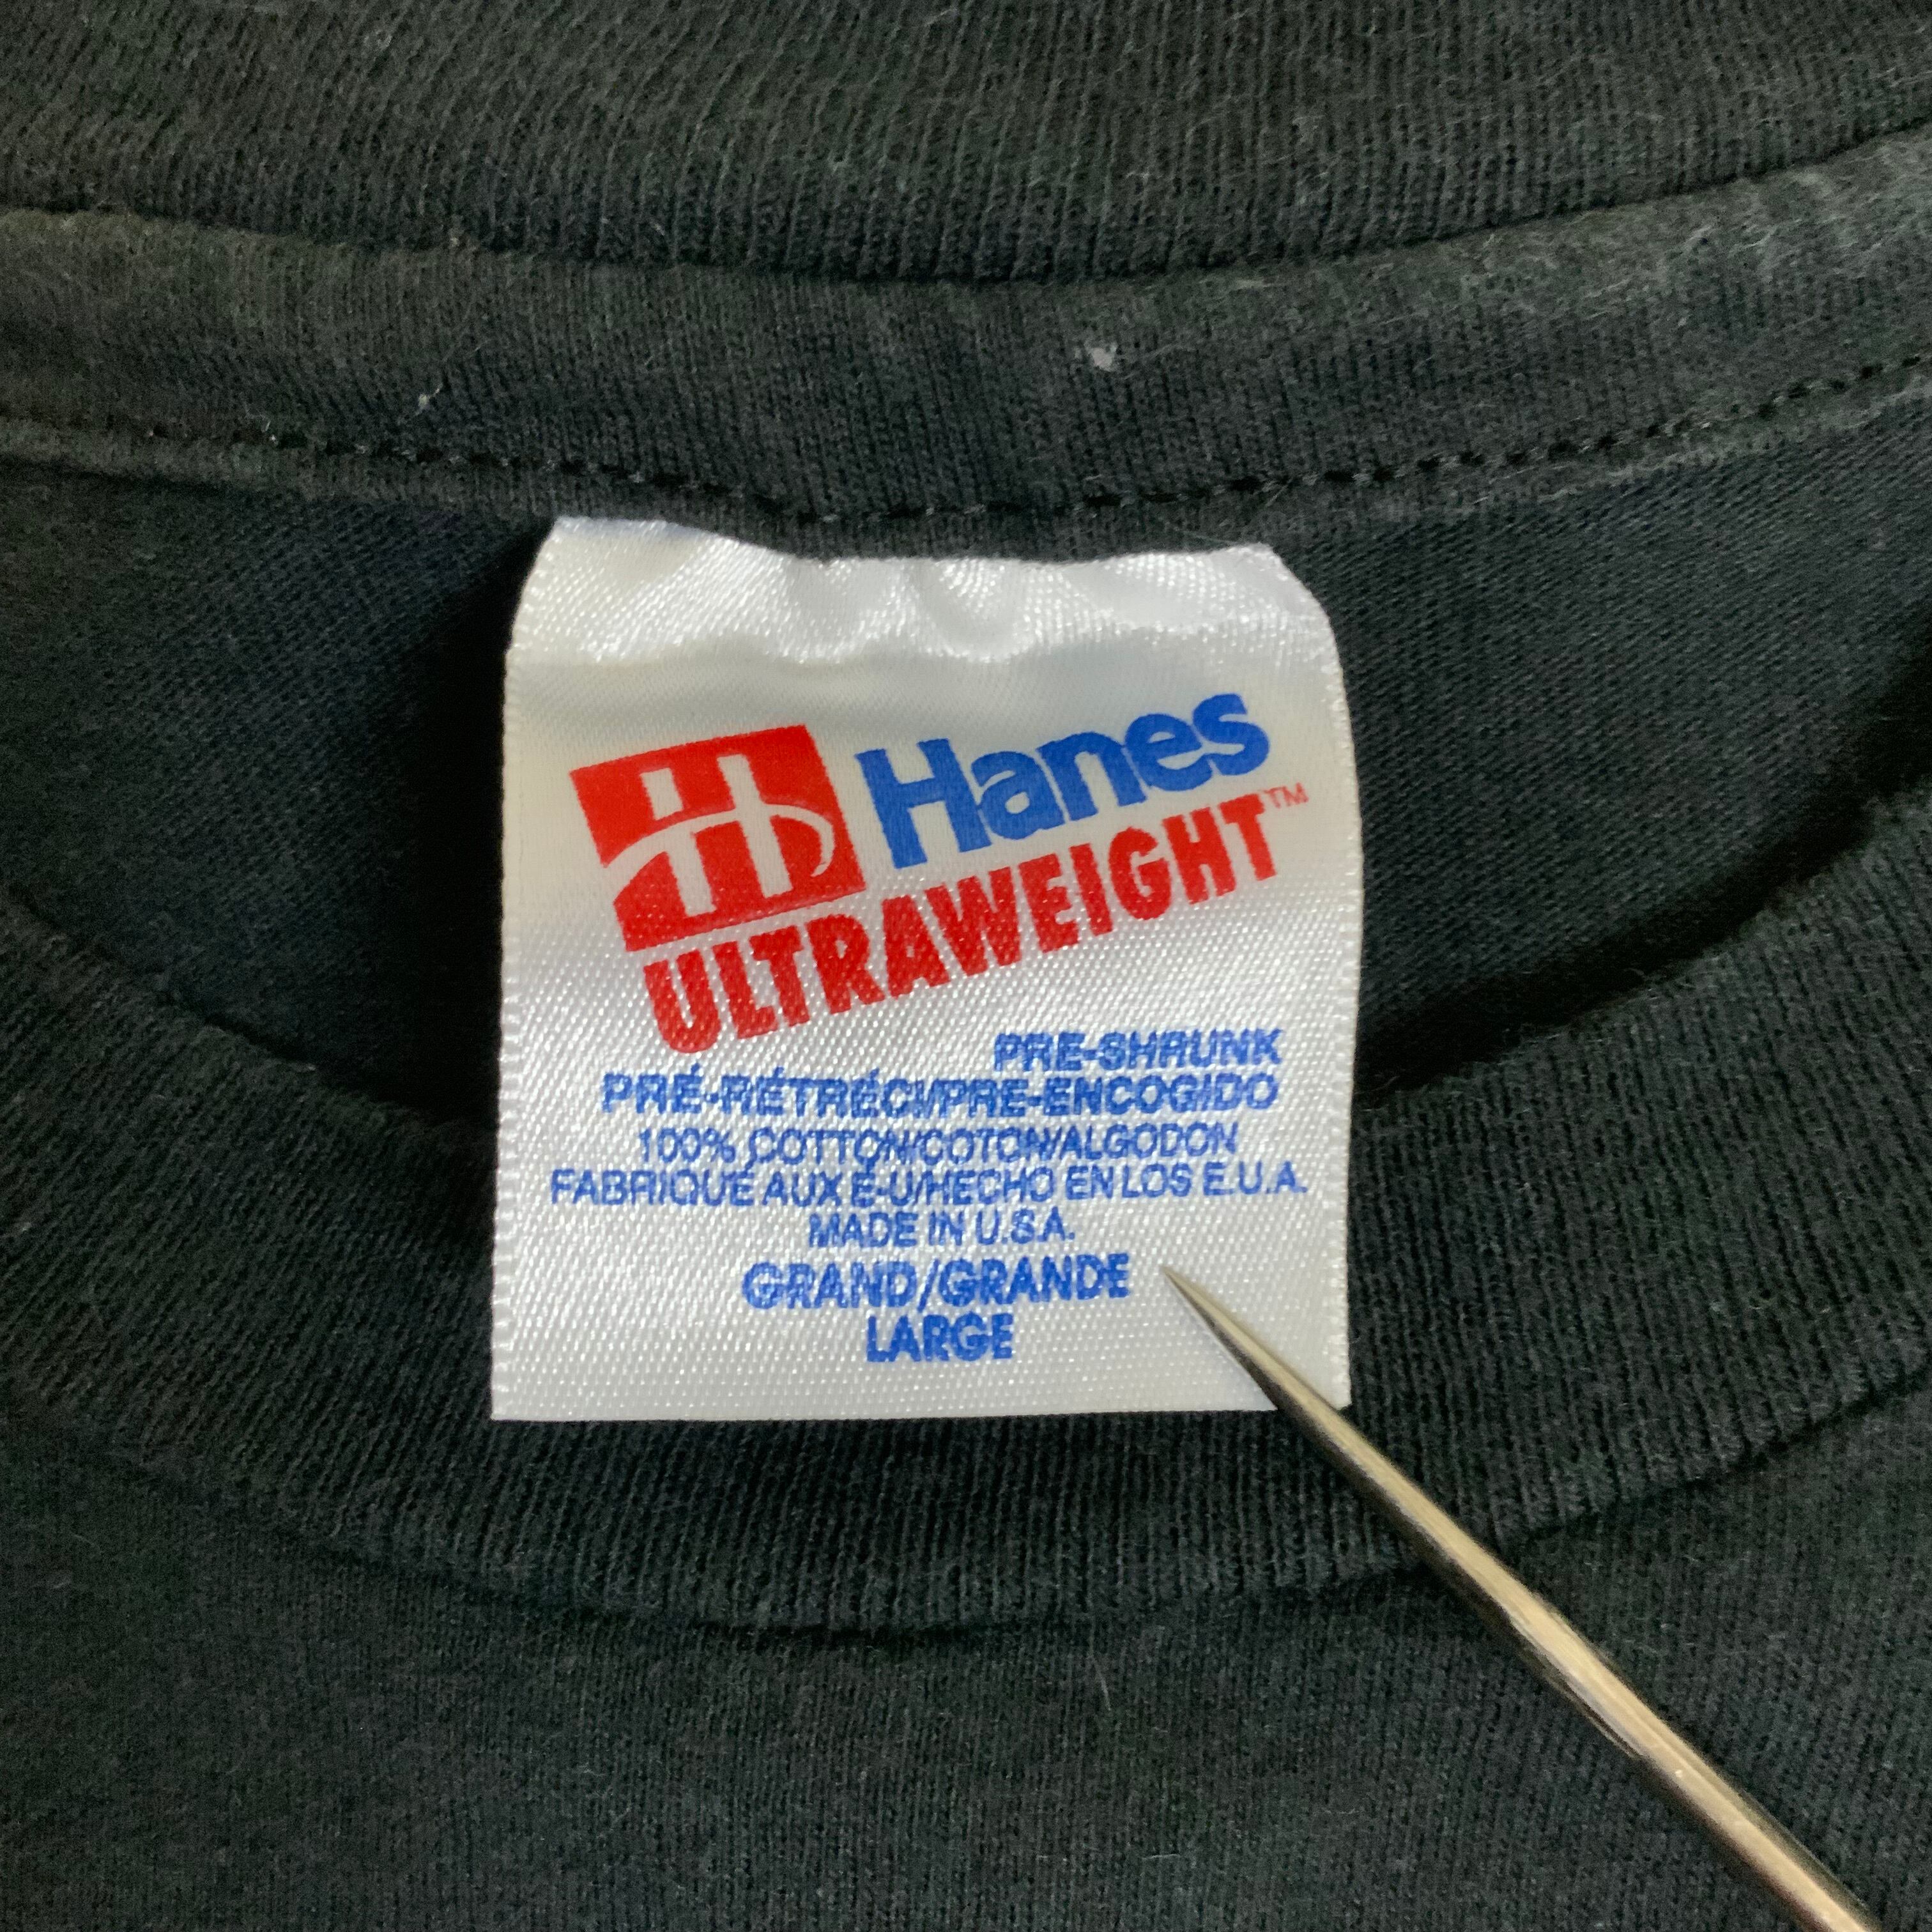 Hanes
ULTRAWEIGHT™
PRE-SHRUNK
PRÉ-RÉTRÉCI/PRE-ENCOGIDO
100% COTTON/COTON/ALGODON
FABRIQUÉ AUX É-U/HECHO EN LOS E.U.A.
MADE IN U.S.A.
GRAND/GRANDE
LARGE